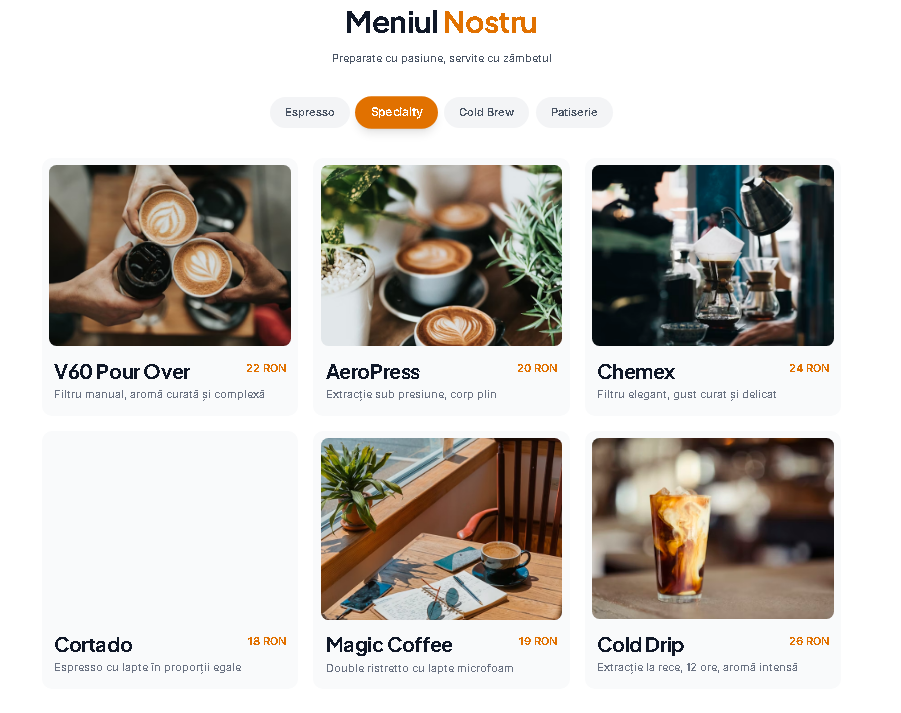 Meniul Nostru
Preparate cu pasiune, servite cu zâmbetul
Espresso
Specialty
Cold Brew
Patiserie
V60 Pour Over
22 RON
Filtru manual, aromă curată și complexă
AeroPress
20 RON
Extracție sub presiune, corp plin
Chemex
24 RON
Filtru elegant, gust curat și delicat
Cortado
18 RON
Espresso cu lapte în proporții egale
Magic Coffee
19 RON
Double ristretto cu lapte microfoam
Cold Drip
26 RON
Extracție la rece, 12 ore, aromă intensă